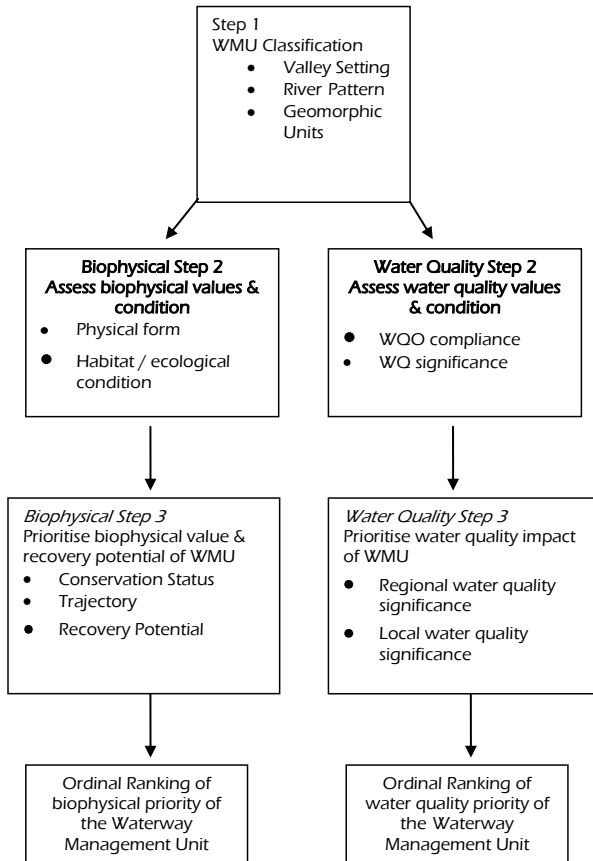 Step 1
WMU Classification
• Valley Setting
• River Pattern
• Geomorphic
Units
Biophysical Step 2
Assess biophysical values &
condition
• Physical form
• Habitat / ecological
condition
Water Quality Step 2
Assess water quality values
& condition
• WQO compliance
• WQ significance
Biophysical Step 3
Prioritise biophysical value &
recovery potential of WMU
• Conservation Status
• Trajectory
• Recovery Potential
Water Quality Step 3
Prioritise water quality impact
of WMU
• Regional water quality
significance
• Local water quality
significance
Ordinal Ranking of
biophysical priority of
the Waterway
Management Unit
Ordinal Ranking of
water quality priority of
the Waterway
Management Unit